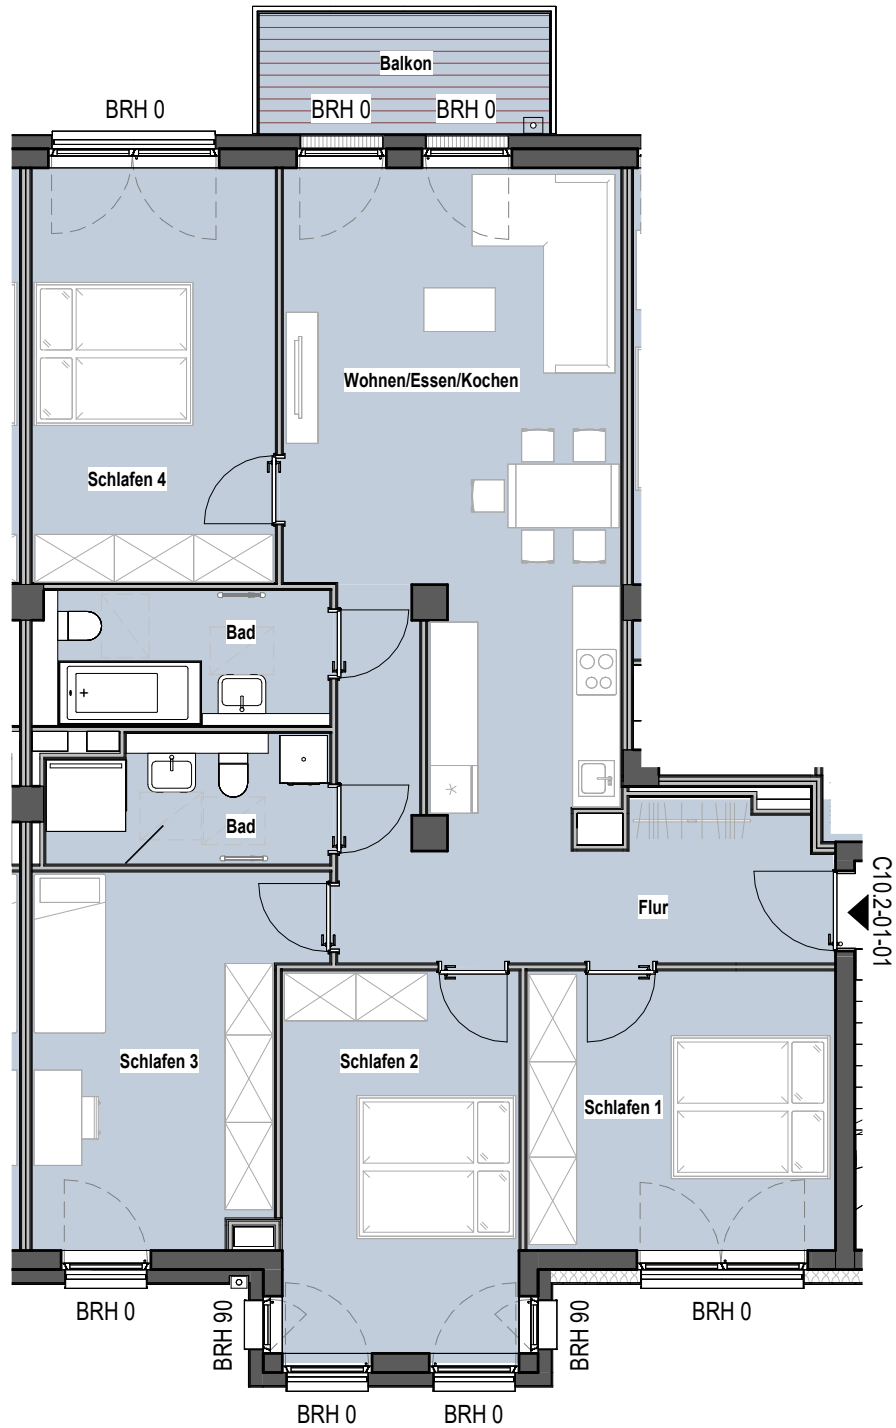 Balkon
BRH 0
BRH 0
BRH 0
Wohnen/Essen/Kochen
Schlafen 4
Bad
Bad
Flur
C10.2-01-01
Schlafen 3
Schlafen 2
Schlafen 1
BRH 0
BRH 90
BRH 90
BRH 0
BRH 0
BRH 0